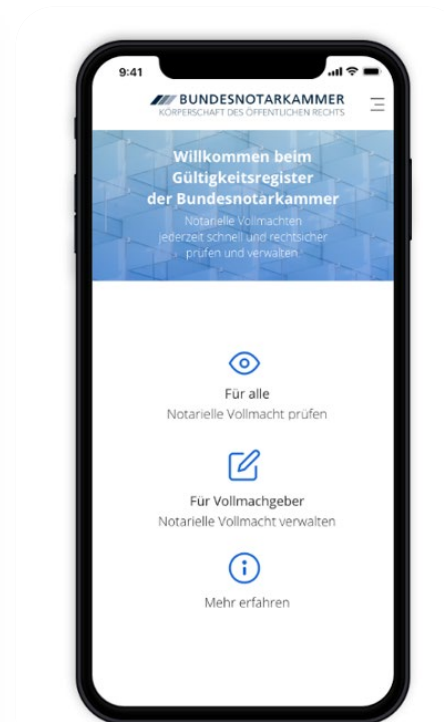 9:41
BUNDESNOTARKAMMER
KÖRPERSCHAFT DES ÖFFENTLICHEN RECHTS
Willkommen beim
Gültigkeitsregister
der Bundesnotarkammer
Notarielle Vollmachten
jederzeit schnell und rechtsicher
prüfen und verwalten
Für alle
Notarielle Vollmacht prüfen
Für Vollmachgeber
Notarielle Vollmacht verwalten
Mehr erfahren